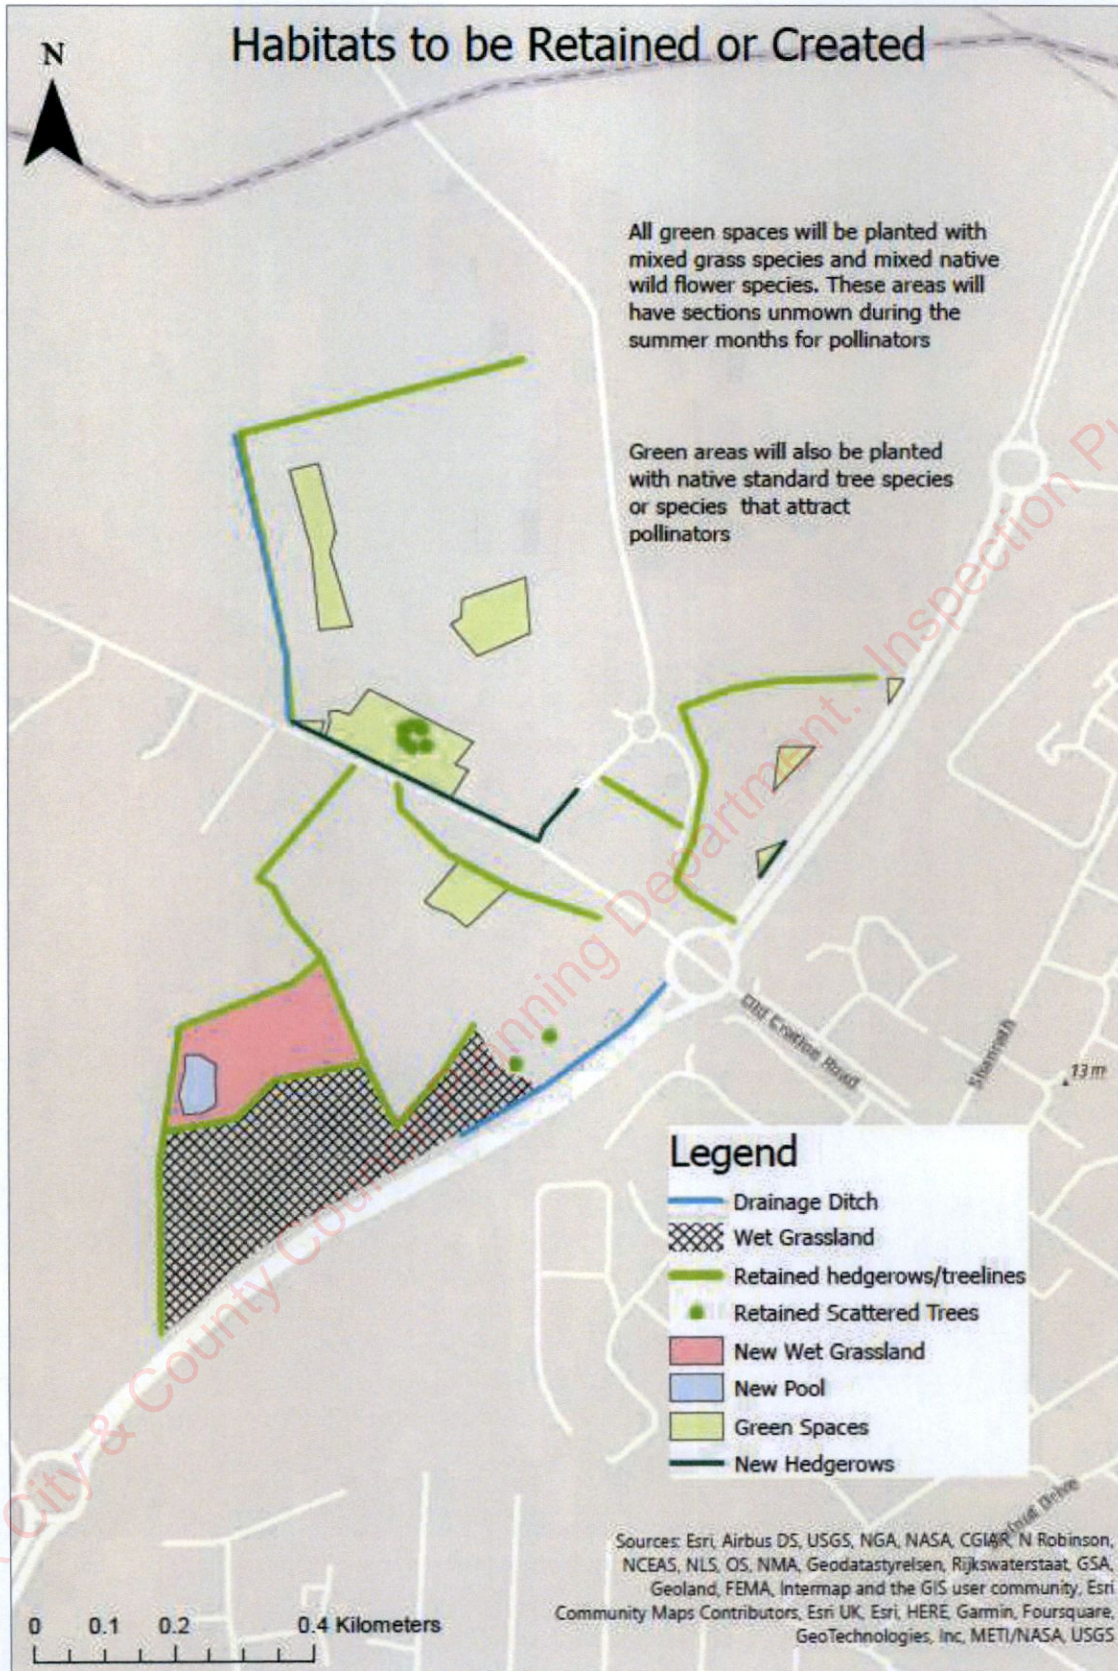 Habitats to be Retained or Created
N
All green spaces will be planted with
mixed grass species and mixed native
wild flower species. These areas will
have sections unmown during the
summer months for pollinators
Green areas will also be planted
with native standard tree species
or species that attract
pollinators
City & County Council Planning Department. Inspection
Old Cratloe Road
Shannath
13 m
Legend
Drainage Ditch
Wet Grassland
Retained hedgerows/treelines
Retained Scattered Trees
New Wet Grassland
New Pool
Green Spaces
New Hedgerows
Drive
Sources: Esri, Airbus DS, USGS, NGA, NASA, CGIAR, N Robinson,
NCEAS, NLS, OS, NMA, Geodatastyrelsen, Rijkswaterstaat, GSA,
Geoland, FEMA, Intermap and the GIS user community, Esri
Community Maps Contributors, Esri UK, Esri, HERE, Garmin, Foursquare,
GeoTechnologies, Inc, METI/NASA, USGS
0 0.1 0.2 0.4 Kilometers